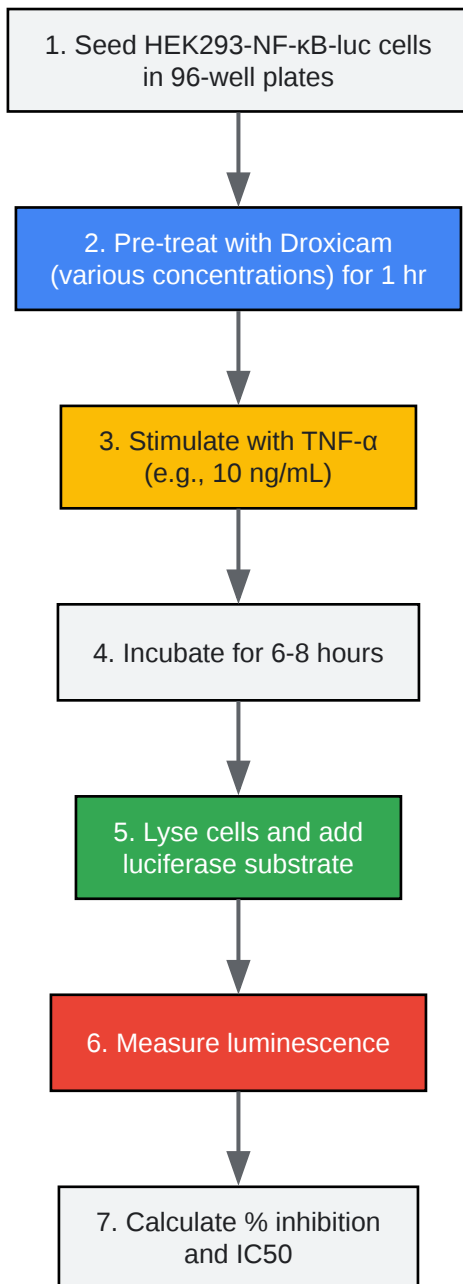 1. Seed HEK293-NF-κB-luc cells
in 96-well plates
2. Pre-treat with Droxicam
(various concentrations) for 1 hr
3. Stimulate with TNF-α
(e.g., 10 ng/mL)
4. Incubate for 6-8 hours
5. Lyse cells and add
luciferase substrate
6. Measure luminescence
7. Calculate % inhibition
and IC50